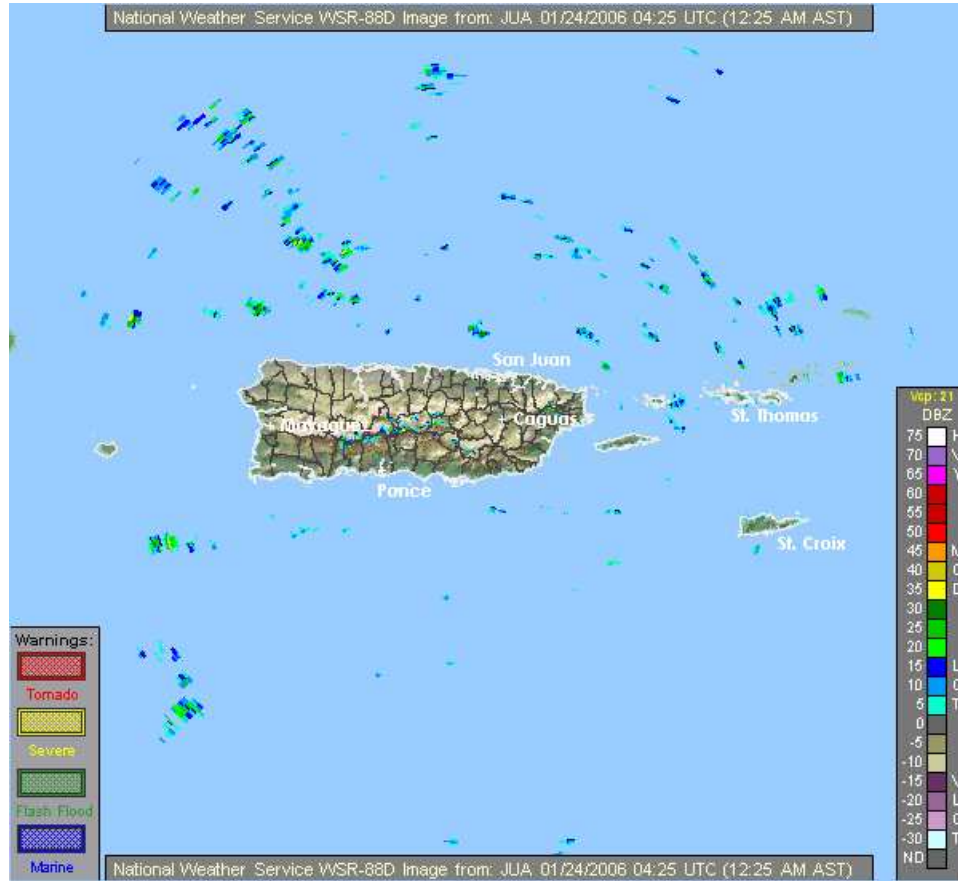 National Weather Service WSR-88D Image from: JUA 01/24/2006 04:25 UTC (12:25 AM AST)
San Juan
Mayaguez
Caguas
St. Thomas
Ponce
St. Croix
Vcp: 21
DBZ
75 H
70 V
65 Y
60
55
50
45 M
40 O
35 D
30
25
20
15 L
10 O
5 T
0
-5
-10
-15 V
-20 L
-25 O
-30 T
ND
Warnings:
Tornado
Severe
Flash Flood
Marine
National Weather Service WSR-88D Image from: JUA 01/24/2006 04:25 UTC (12:25 AM AST)